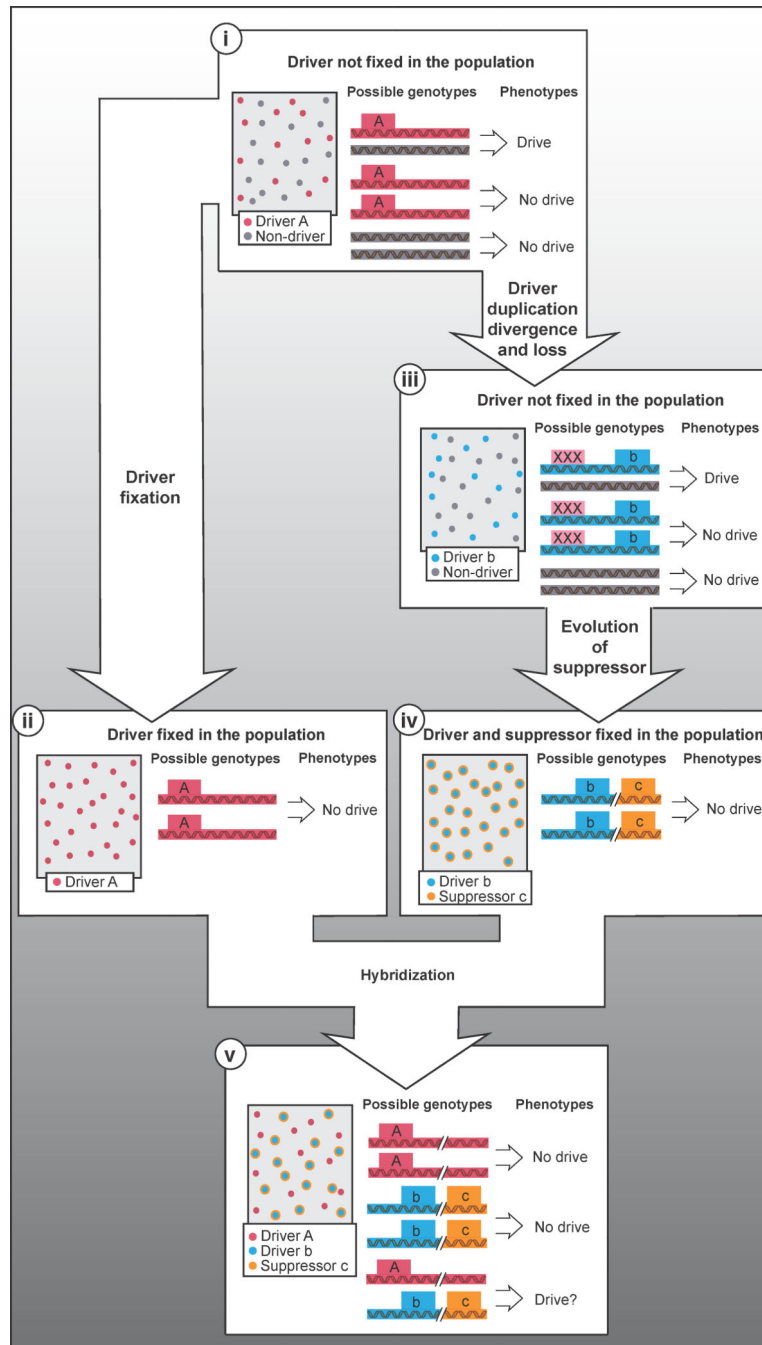 i
Driver not fixed in the population
Possible genotypes Phenotypes
A
Drive
A
A
No drive
No drive
Driver A
Non-driver
Driver
duplication
divergence
and loss
iii
Driver not fixed in the population
Possible genotypes Phenotypes
XXX b
Drive
XXX b
XXX b
No drive
No drive
Driver b
Non-driver
Driver
fixation
Evolution
of
suppressor
ii
Driver fixed in the population
Possible genotypes Phenotypes
A
A
No drive
Driver A
iv
Driver and suppressor fixed in the population
Possible genotypes Phenotypes
b c
b c
No drive
Driver b
Suppressor c
Hybridization
v
Possible genotypes Phenotypes
A
A
No drive
b c
b c
No drive
A
b c
Drive?
Driver A
Driver b
Suppressor c